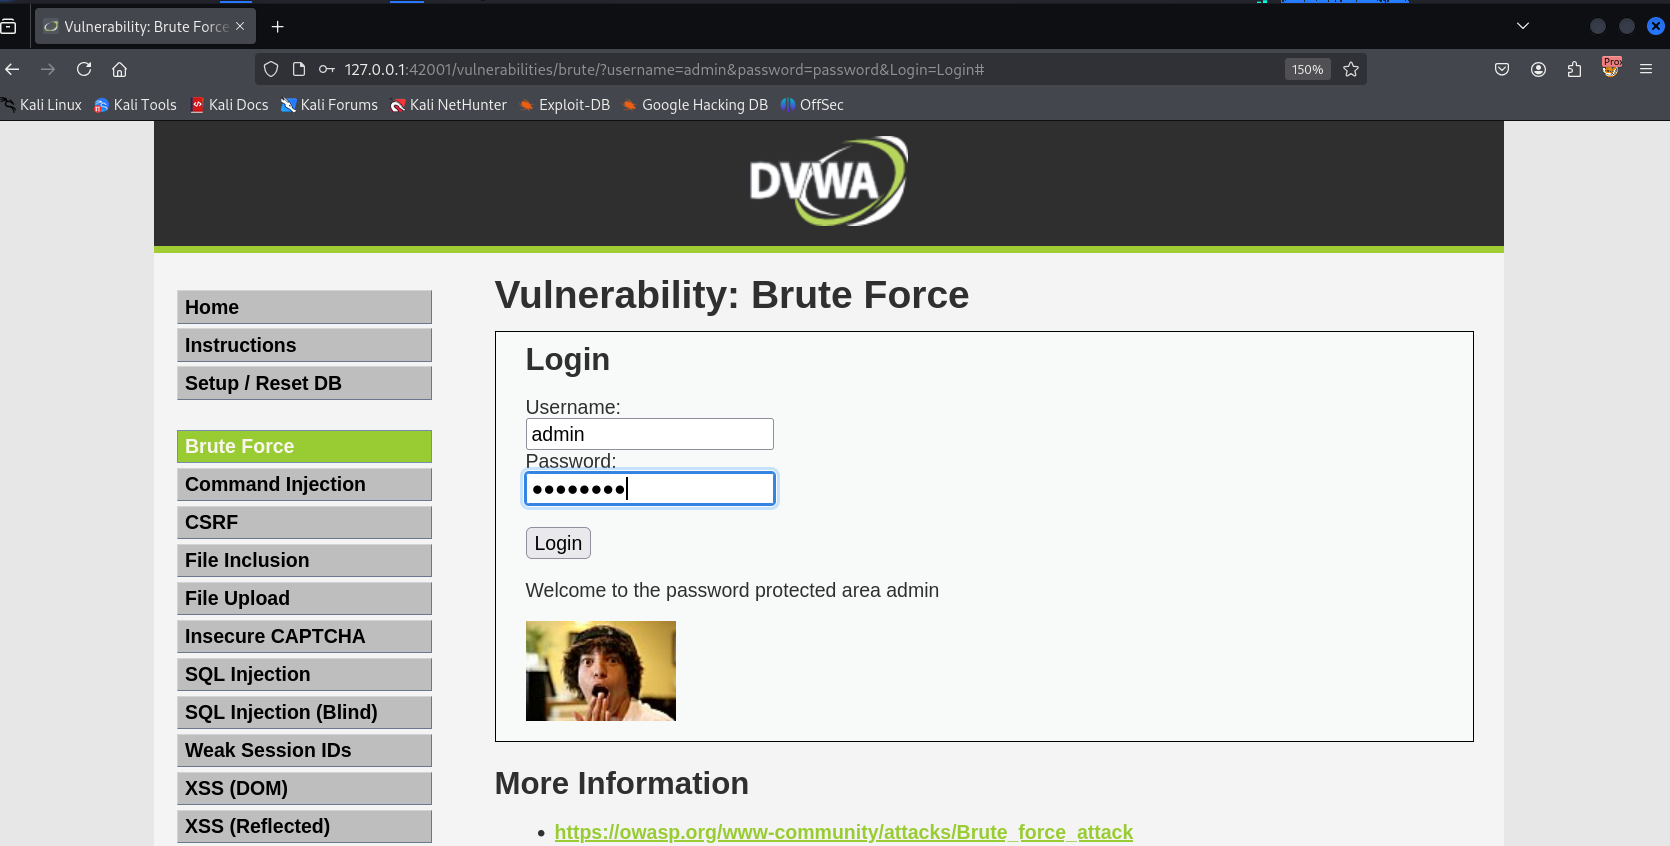 Vulnerability: Brute Force
127.0.0.1:42001/vulnerabilities/brute/?username=admin&password=password&Login=Login#
150%
Kali Linux
Kali Tools
Kali Docs
Kali Forums
Kali NetHunter
Exploit-DB
Google Hacking DB
OffSec
DVWA
Home
Instructions
Setup / Reset DB
Brute Force
Command Injection
CSRF
File Inclusion
File Upload
Insecure CAPTCHA
SQL Injection
SQL Injection (Blind)
Weak Session IDs
XSS (DOM)
XSS (Reflected)
Vulnerability: Brute Force
Login
Username:
admin
Password:
Login
Welcome to the password protected area admin
More Information
https://owasp.org/www-community/attacks/Brute_force_attack